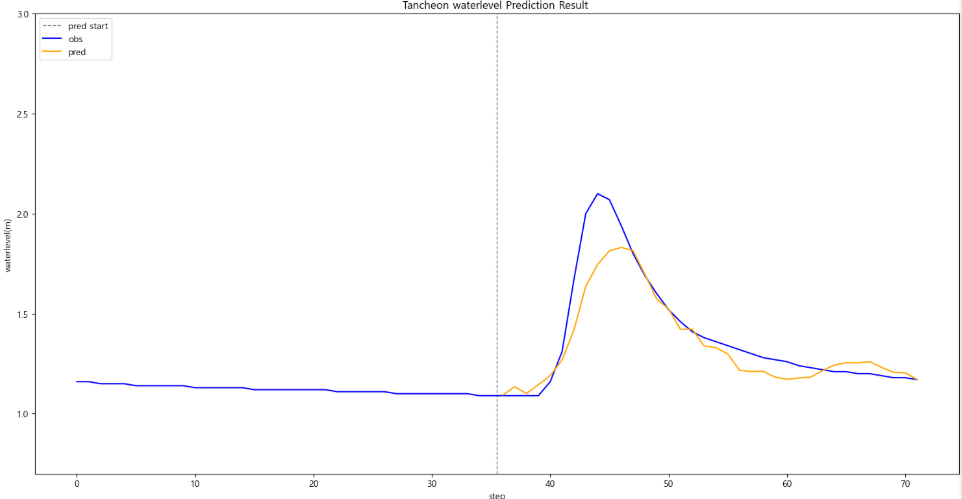 Tancheon waterlevel Prediction Result
pred start
obs
pred
3.0
2.5
2.0
1.5
1.0
waterlevel(m)
0 10 20 30 40 50 60 70
step